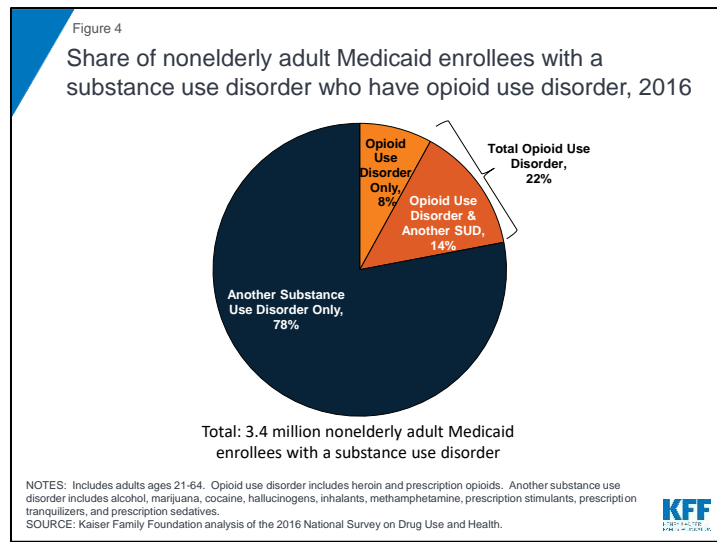 Figure 4
Share of nonelderly adult Medicaid enrollees with a
substance use disorder who have opioid use disorder, 2016
Opioid
Use
Disorder
Only,
8%
Total Opioid Use
Disorder,
22%
Opioid Use
Disorder &
Another SUD,
14%
Another Substance
Use Disorder Only,
78%
Total: 3.4 million nonelderly adult Medicaid
enrollees with a substance use disorder
NOTES: Includes adults ages 21-64. Opioid use disorder includes heroin and prescription opioids. Another substance use
disorder includes alcohol, marijuana, cocaine, hallucinogens, inhalants, methamphetamine, prescription stimulants, prescription
tranquilizers, and prescription sedatives.
SOURCE: Kaiser Family Foundation analysis of the 2016 National Survey on Drug Use and Health.
KFF
HENRY J KAISER
FAMILY FOUNDATION